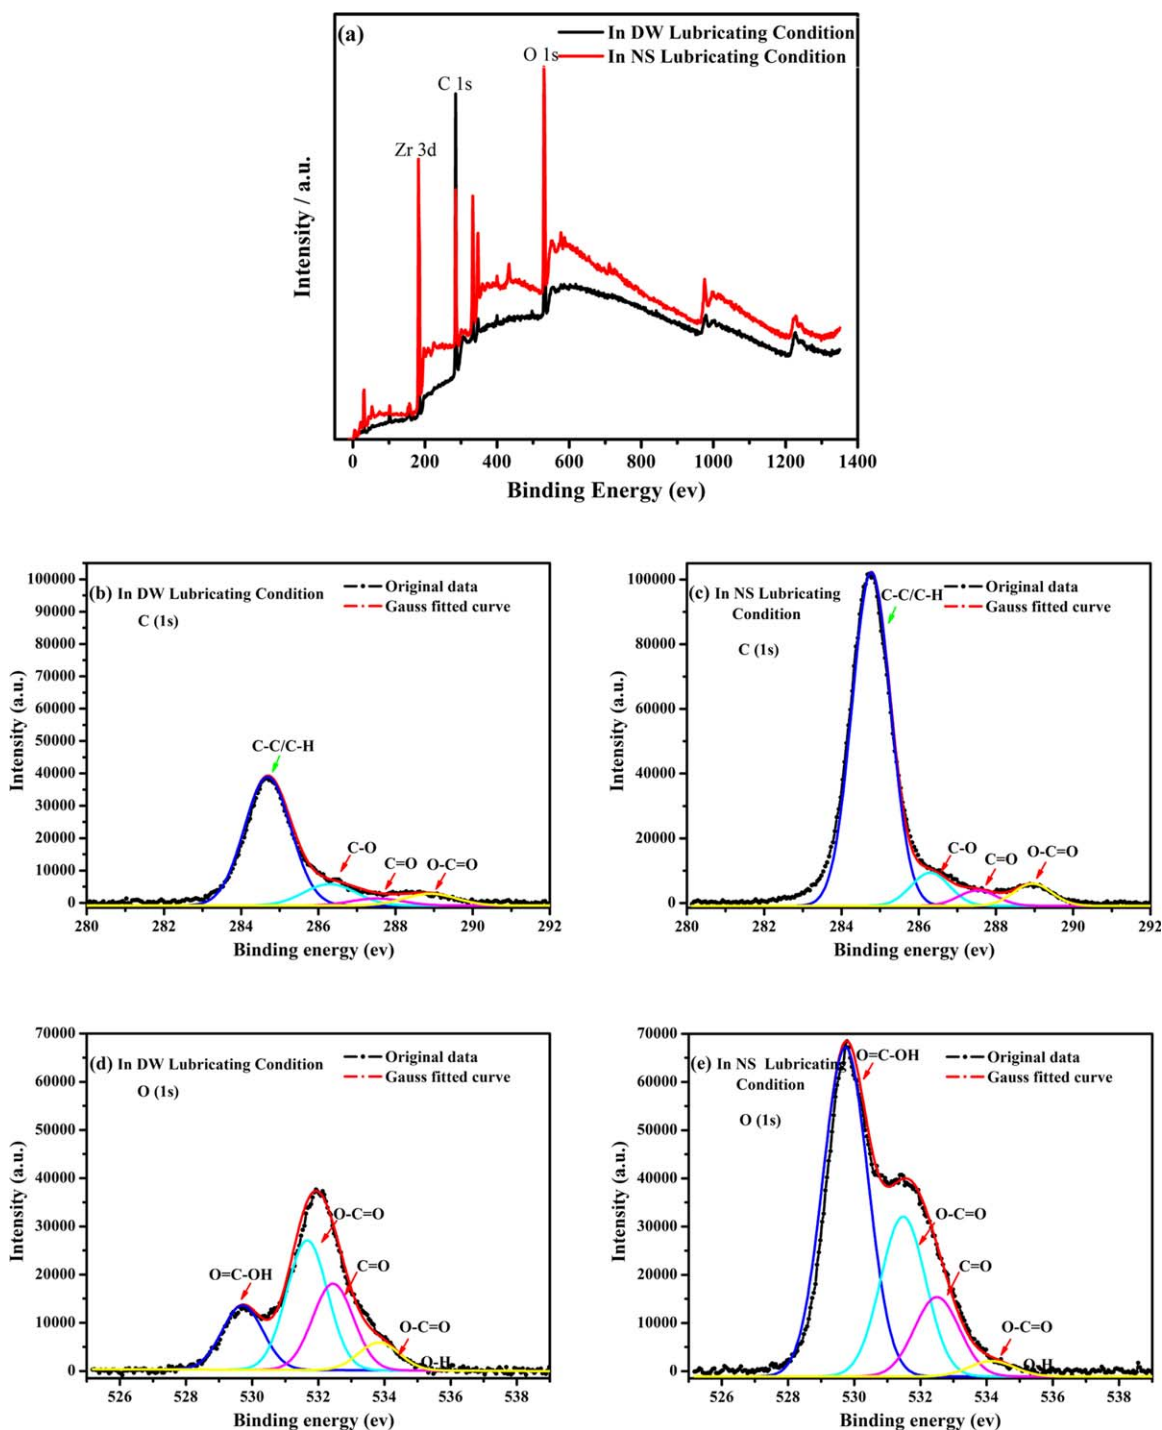 (a)
In DW Lubricating Condition
In NS Lubricating Condition
O 1s
C 1s
Zr 3d
Intensity / a.u.
0 200 400 600 800 1000 1200 1400
Binding Energy (ev)
(b) In DW Lubricating Condition
C (1s)
Original data
Gauss fitted curve
100000
90000
80000
70000
60000
50000
40000
30000
20000
10000
0
Intensity (a.u.)
C-C/C-H
C-O
C=O
O-C=O
280 282 284 286 288 290 292
Binding energy (ev)
(c) In NS Lubricating
Condition
C (1s)
Original data
Gauss fitted curve
C-C/C-H
100000
80000
60000
40000
20000
0
Intensity (a.u.)
C-O
C=O
O-C=O
280 282 284 286 288 290 292
Binding energy (ev)
(d) In DW Lubricating Condition
O (1s)
Original data
Gauss fitted curve
70000
60000
50000
40000
30000
20000
10000
0
Intensity (a.u.)
O=C-OH
O-C=O
C=O
O-C=O
O-H
526 528 530 532 534 536 538
Binding energy (ev)
(e) In NS Lubricating
Condition
O (1s)
O=C-OH
Original data
Gauss fitted curve
70000
60000
50000
40000
30000
20000
10000
0
Intensity (a.u.)
O-C=O
C=O
O-C=O
O-H
526 528 530 532 534 536 538
Binding energy (ev)